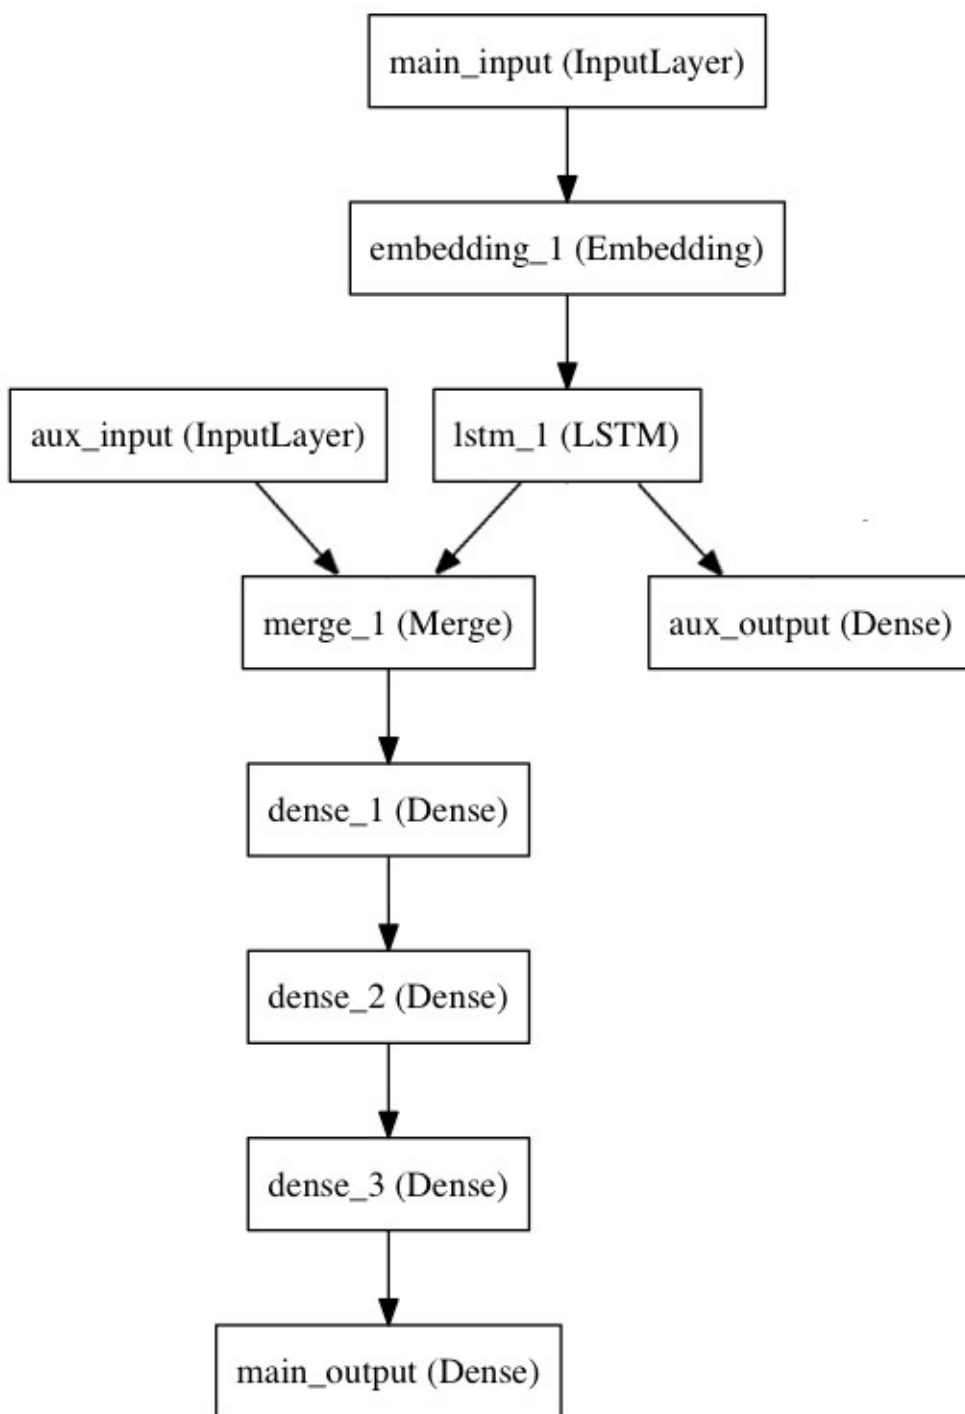 main_input (InputLayer)
embedding_1 (Embedding)
aux_input (InputLayer)
lstm_1 (LSTM)
merge_1 (Merge)
aux_output (Dense)
dense_1 (Dense)
dense_2 (Dense)
dense_3 (Dense)
main_output (Dense)